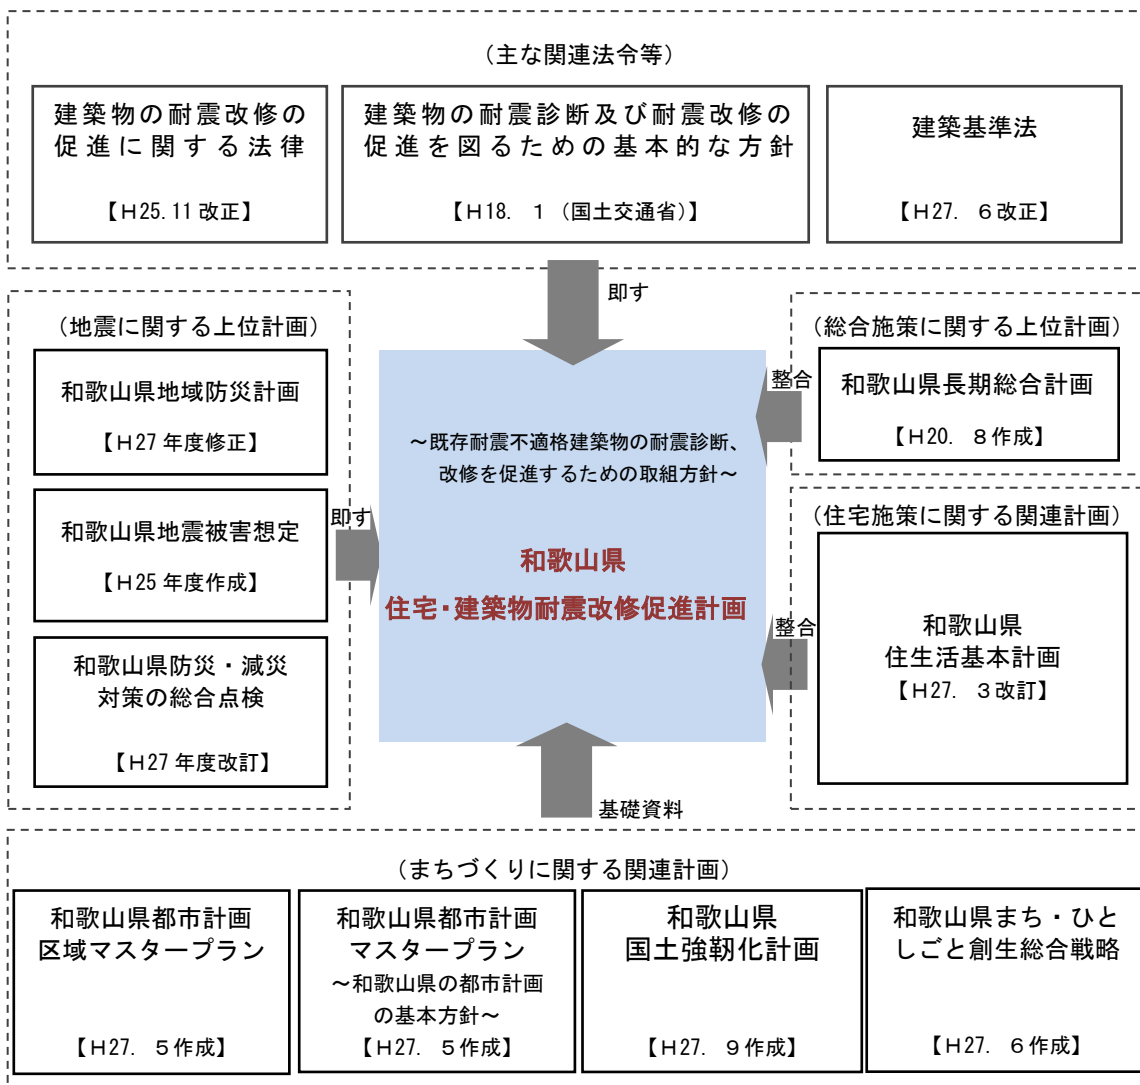 （主な関連法令等）
建築物の耐震改修の
促進に関する法律
【Ｈ25.11 改正】
建築物の耐震診断及び耐震改修の
促進を図るための基本的な方針
【Ｈ18. １（国土交通省）】
建築基準法
【Ｈ27. ６改正】
即す
（地震に関する上位計画）
和歌山県地域防災計画
【Ｈ27 年度修正】
和歌山県地震被害想定
【Ｈ25 年度作成】
和歌山県防災・減災
対策の総合点検
【Ｈ27 年度改訂】
即す
～既存耐震不適格建築物の耐震診断、
改修を促進するための取組方針～
和歌山県
住宅・建築物耐震改修促進計画
（総合施策に関する上位計画）
整合
和歌山県長期総合計画
【Ｈ20. ８作成】
（住宅施策に関する関連計画）
整合
和歌山県
住生活基本計画
【Ｈ27. ３改訂】
基礎資料
（まちづくりに関する関連計画）
和歌山県都市計画
区域マスタープラン
【Ｈ27. ５作成】
和歌山県都市計画
マスタープラン
～和歌山県の都市計画
の基本方針～
【Ｈ27. ５作成】
和歌山県
国土強靭化計画
【Ｈ27. ９作成】
和歌山県まち・ひと
しごと創生総合戦略
【Ｈ27. ６作成】